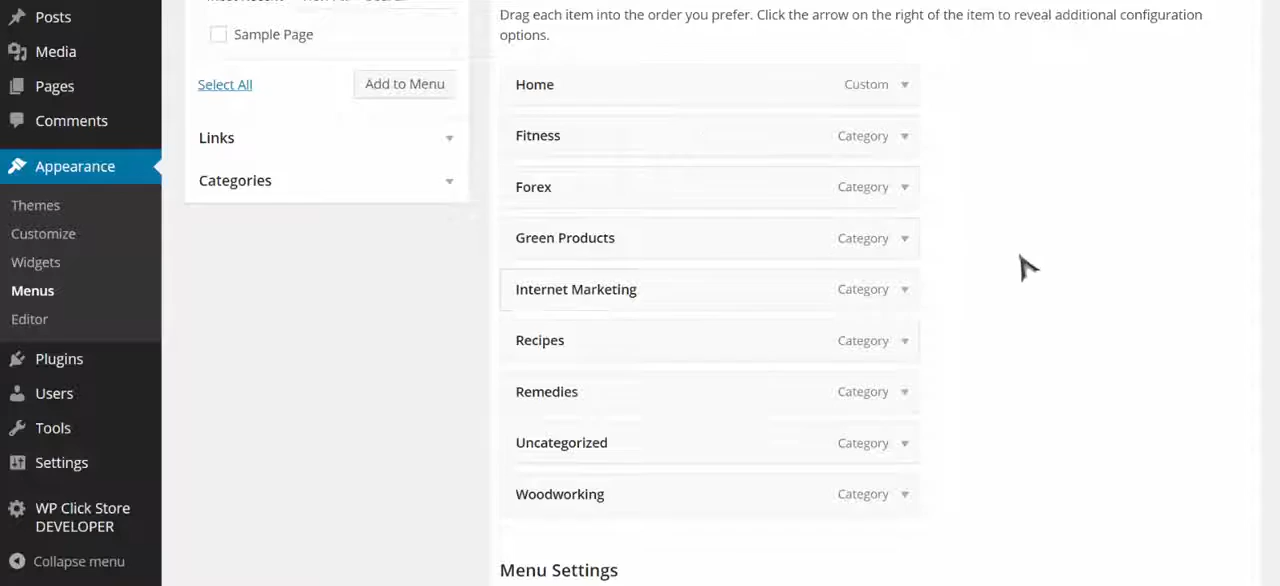 Posts
Media
Pages
Comments
Appearance
Themes
Customize
Widgets
Menus
Editor
Plugins
Users
Tools
Settings
WP Click Store
DEVELOPER
Collapse menu
Sample Page
Select All
Add to Menu
Links
Categories
Drag each item into the order you prefer. Click the arrow on the right of the item to reveal additional configuration
options.
Home Custom
Fitness Category
Forex Category
Green Products Category
Internet Marketing Category
Recipes Category
Remedies Category
Uncategorized Category
Woodworking Category
Menu Settings